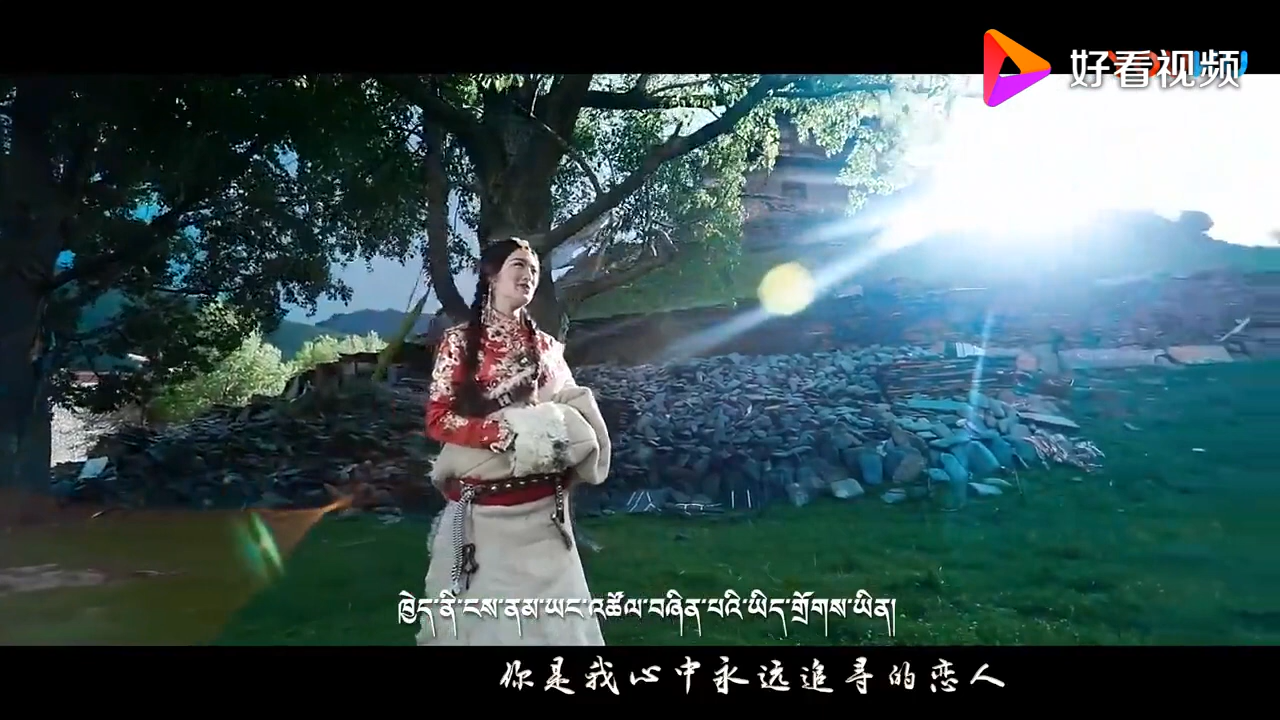 好看视频
ཁྱེད་ནི་ངས་ནམ་ཡང་འཚོལ་བཞིན་པའི་ཡིད་གྲོགས་ཡིན།
你是我心中永远追寻的恋人